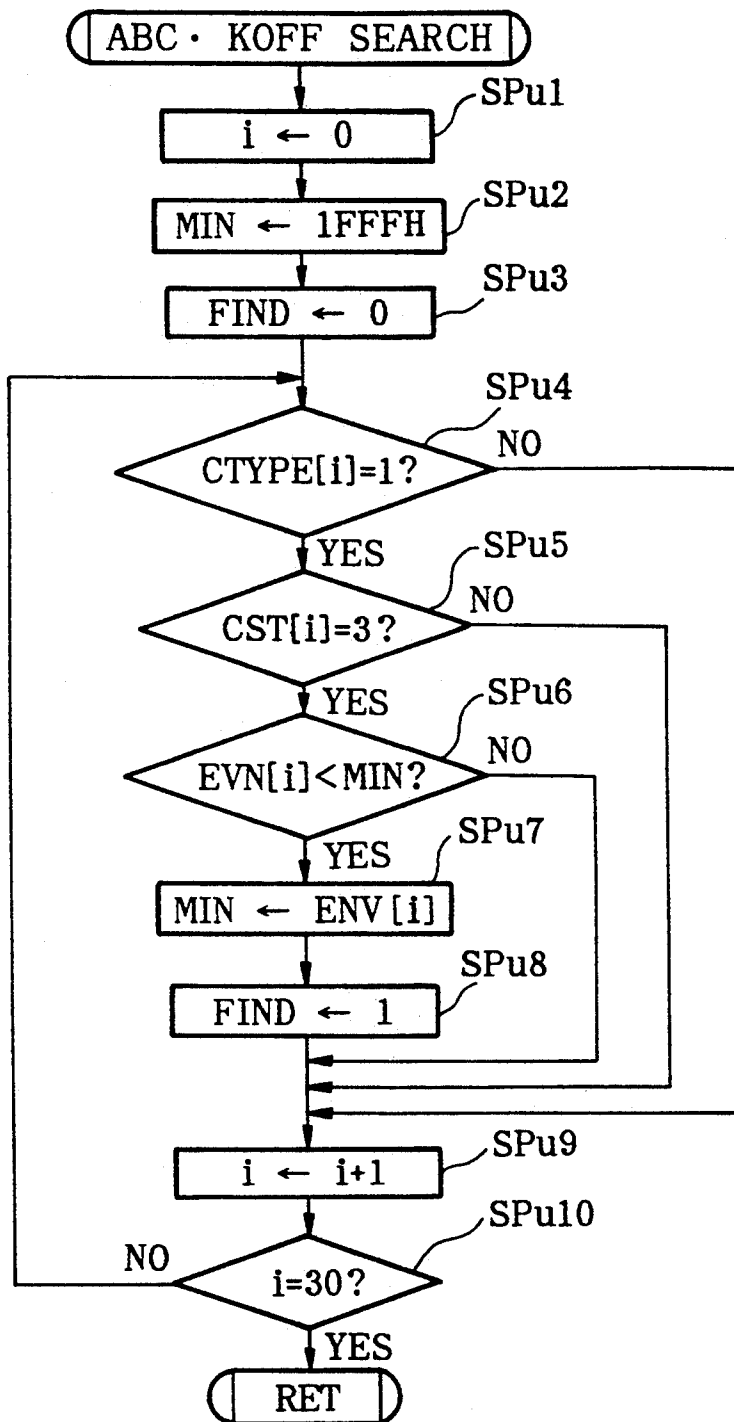 ABC· KOFF SEARCH
SPu1
i ← 0
SPu2
MIN ← 1FFFH
SPu3
FIND ← 0
SPu4
CTYPE[i]=1?
NO
YES
SPu5
CST[i]=3?
NO
YES
SPu6
EVN[i]<MIN?
NO
YES
SPu7
MIN ← ENV[i]
SPu8
FIND ← 1
SPu9
i ← i+1
SPu10
i=30?
NO
YES
RET